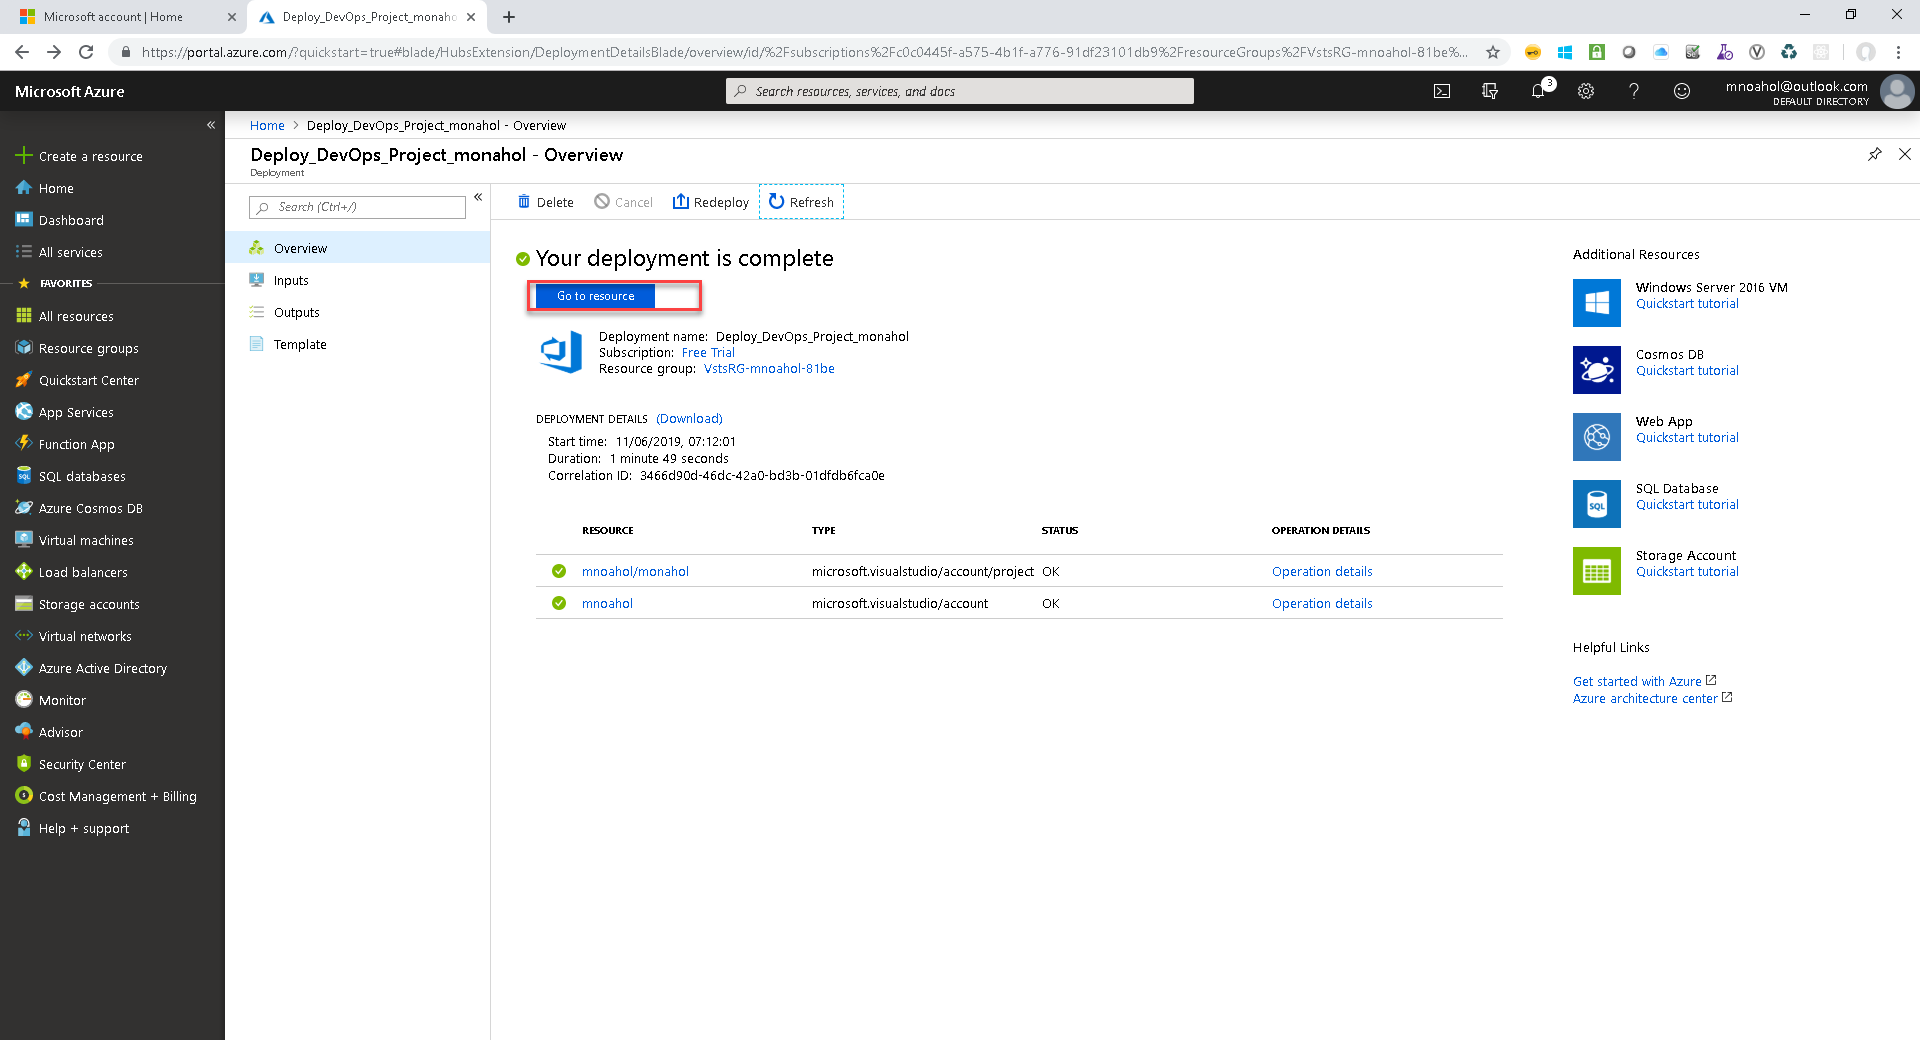 Microsoft account | Home
Deploy_DevOps_Project_monaho
https://portal.azure.com/?quickstart=true#blade/HubsExtension/DeploymentDetailsBlade/overview/id/%2Fsubscriptions%2Fc0c0445f-a575-4b1f-a776-91df23101db9%2FresourceGroups%2FVstsRG-mnoahol-81be%...
Microsoft Azure
Search resources, services, and docs
3
mnoahol@outlook.com
DEFAULT DIRECTORY
Create a resource
Home
Dashboard
All services
FAVORITES
All resources
Resource groups
Quickstart Center
App Services
Function App
SQL databases
Azure Cosmos DB
Virtual machines
Load balancers
Storage accounts
Virtual networks
Azure Active Directory
Monitor
Advisor
Security Center
Cost Management + Billing
Help + support
Home > Deploy_DevOps_Project_monahol - Overview
Deploy_DevOps_Project_monahol - Overview
Deployment
Search (Ctrl+/)
Overview
Inputs
Outputs
Template
Delete
Cancel
Redeploy
Refresh
Your deployment is complete
Go to resource
Deployment name: Deploy_DevOps_Project_monahol
Subscription: Free Trial
Resource group: VstsRG-mnoahol-81be
DEPLOYMENT DETAILS (Download)
Start time: 11/06/2019, 07:12:01
Duration: 1 minute 49 seconds
Correlation ID: 3466d90d-46dc-42a0-bd3b-01dfdb6fca0e
RESOURCE TYPE STATUS OPERATION DETAILS
mnoahol/monahol microsoft.visualstudio/account/project OK Operation details
mnoahol microsoft.visualstudio/account OK Operation details
Additional Resources
Windows Server 2016 VM
Quickstart tutorial
Cosmos DB
Quickstart tutorial
Web App
Quickstart tutorial
SQL
SQL Database
Quickstart tutorial
Storage Account
Quickstart tutorial
Helpful Links
Get started with Azure
Azure architecture center